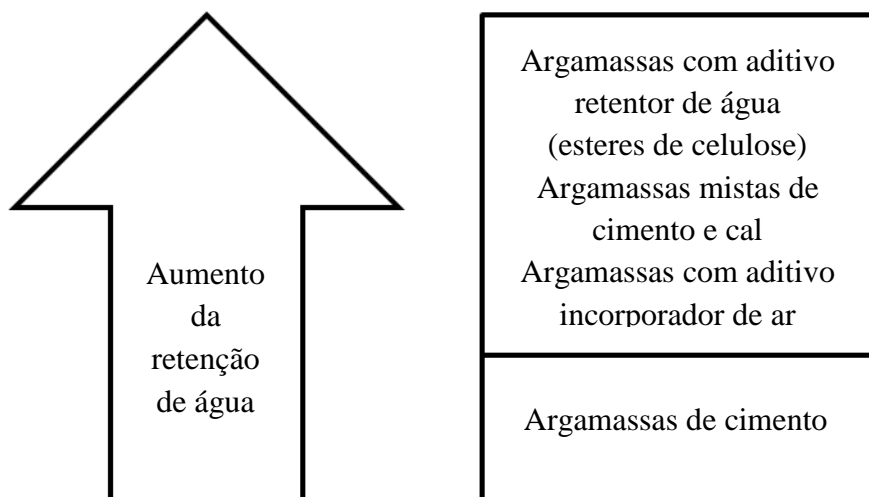 Aumento
da
retenção
de água
Argamassas com aditivo
retentor de água
(esteres de celulose)
Argamassas mistas de
cimento e cal
Argamassas com aditivo
incorporador de ar
Argamassas de cimento